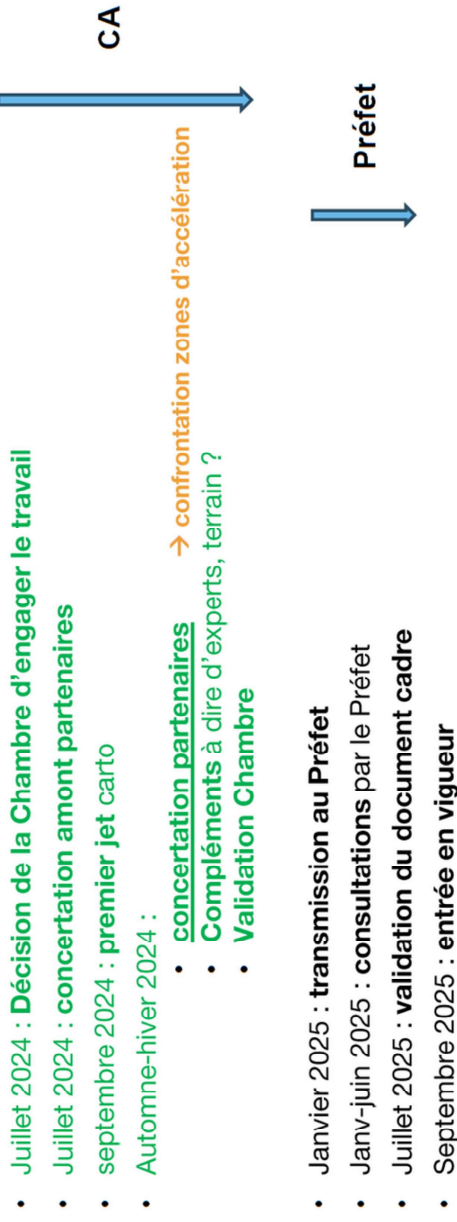 • Juillet 2024 : Décision de la Chambre d'engager le travail
• Juillet 2024 : concertation amont partenaires
• septembre 2024 : premier jet carto
• Automne-hiver 2024 :
• concertation partenaires → confrontation zones d'accélération
• Compléments à dire d'experts, terrain ?
• Validation Chambre
CA
• Janvier 2025 : transmission au Préfet
• Janv-juin 2025 : consultations par le Préfet
• Juillet 2025 : validation du document cadre
• Septembre 2025 : entrée en vigueur
Préfet